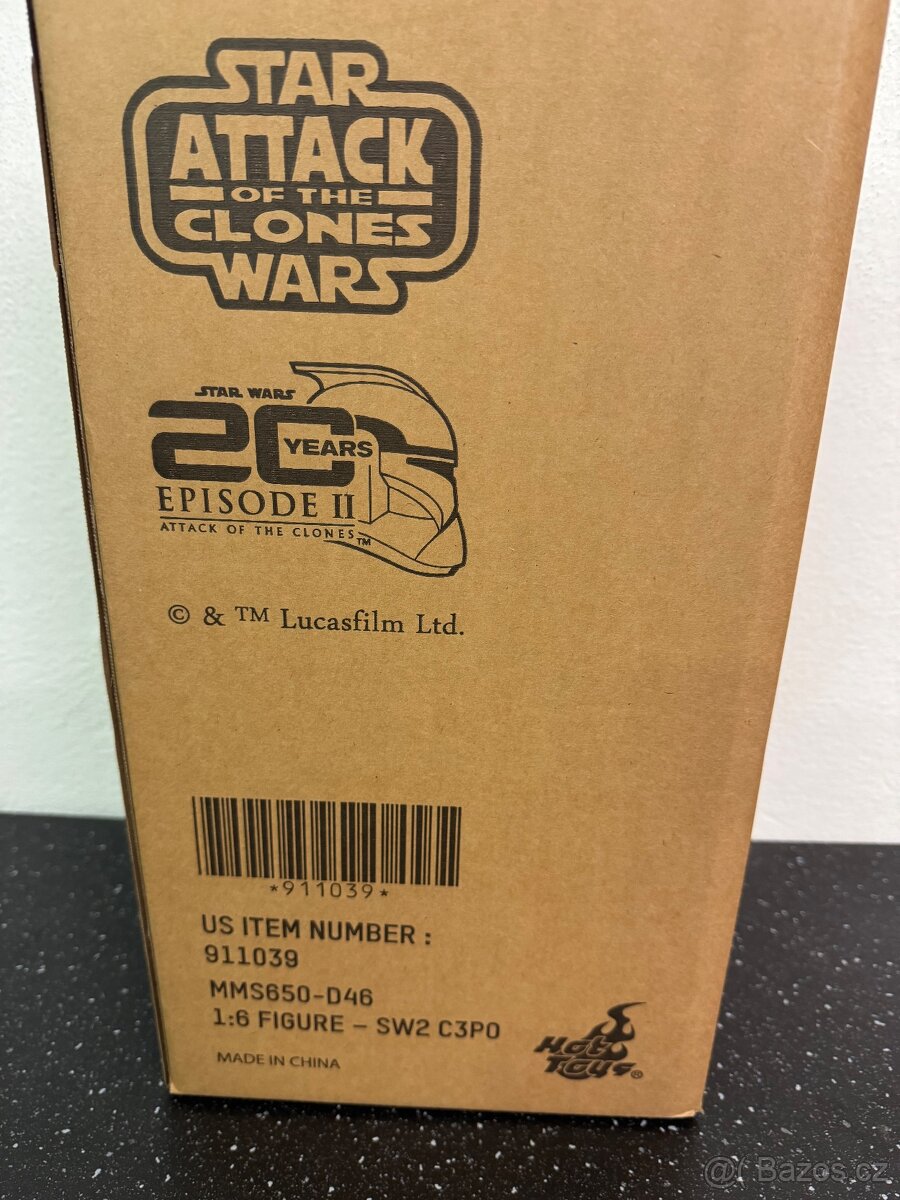 STAR
ATTACK
OF THE
CLONES
WARS
STAR WARS
20
YEARS
EPISODE II
ATTACK OF THE CLONES TM
© & TM Lucasfilm Ltd.
*911039*
US ITEM NUMBER :
911039
MMS650-D46
1:6 FIGURE – SW2 C3PO
MADE IN CHINA
Hot
Toys®
@( Bazos.cz